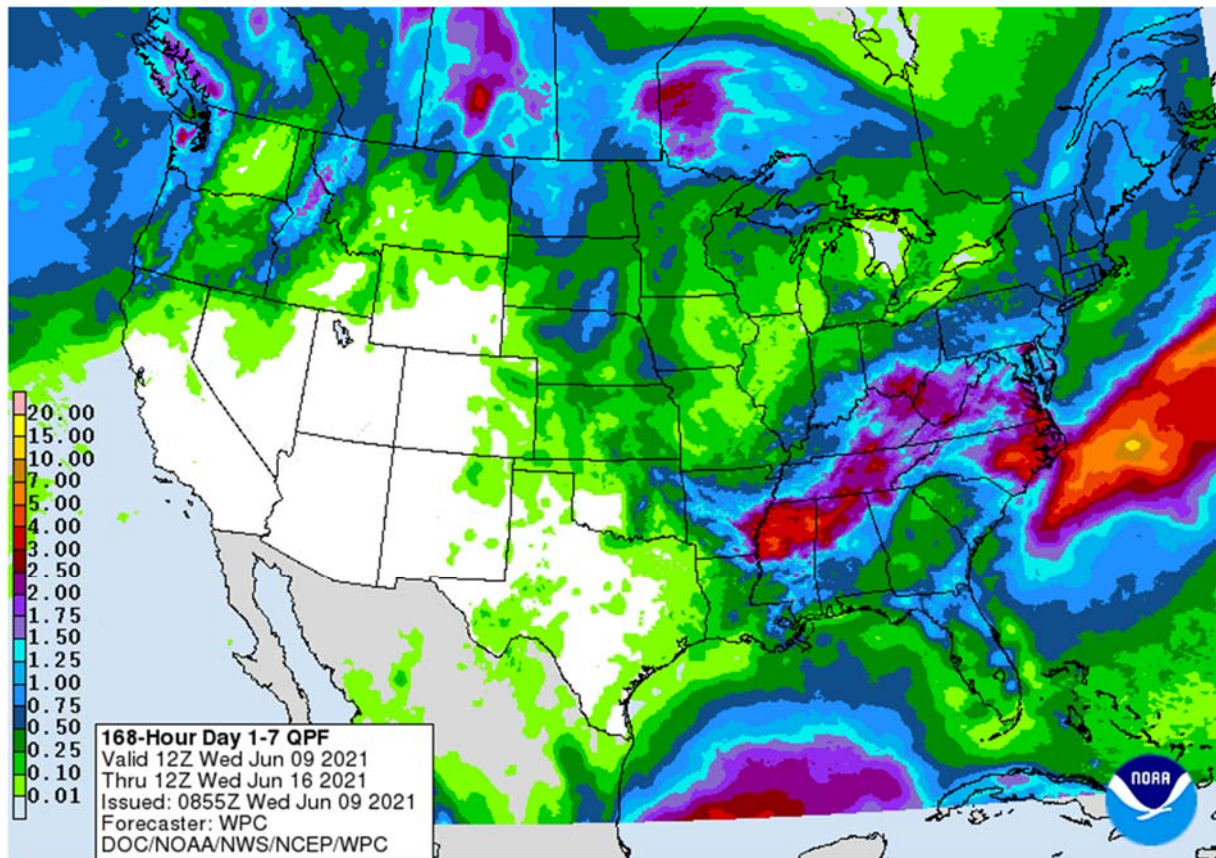 20.00
15.00
10.00
7.00
5.00
4.00
3.00
2.50
2.00
1.75
1.50
1.25
1.00
0.75
0.50
0.25
0.10
0.01
168-Hour Day 1-7 QPF
Valid 12Z Wed Jun 09 2021
Thru 12Z Wed Jun 16 2021
Issued: 0855Z Wed Jun 09 2021
Forecaster: WPC
DOC/NOAA/NWS/NCEP/WPC
NOAA